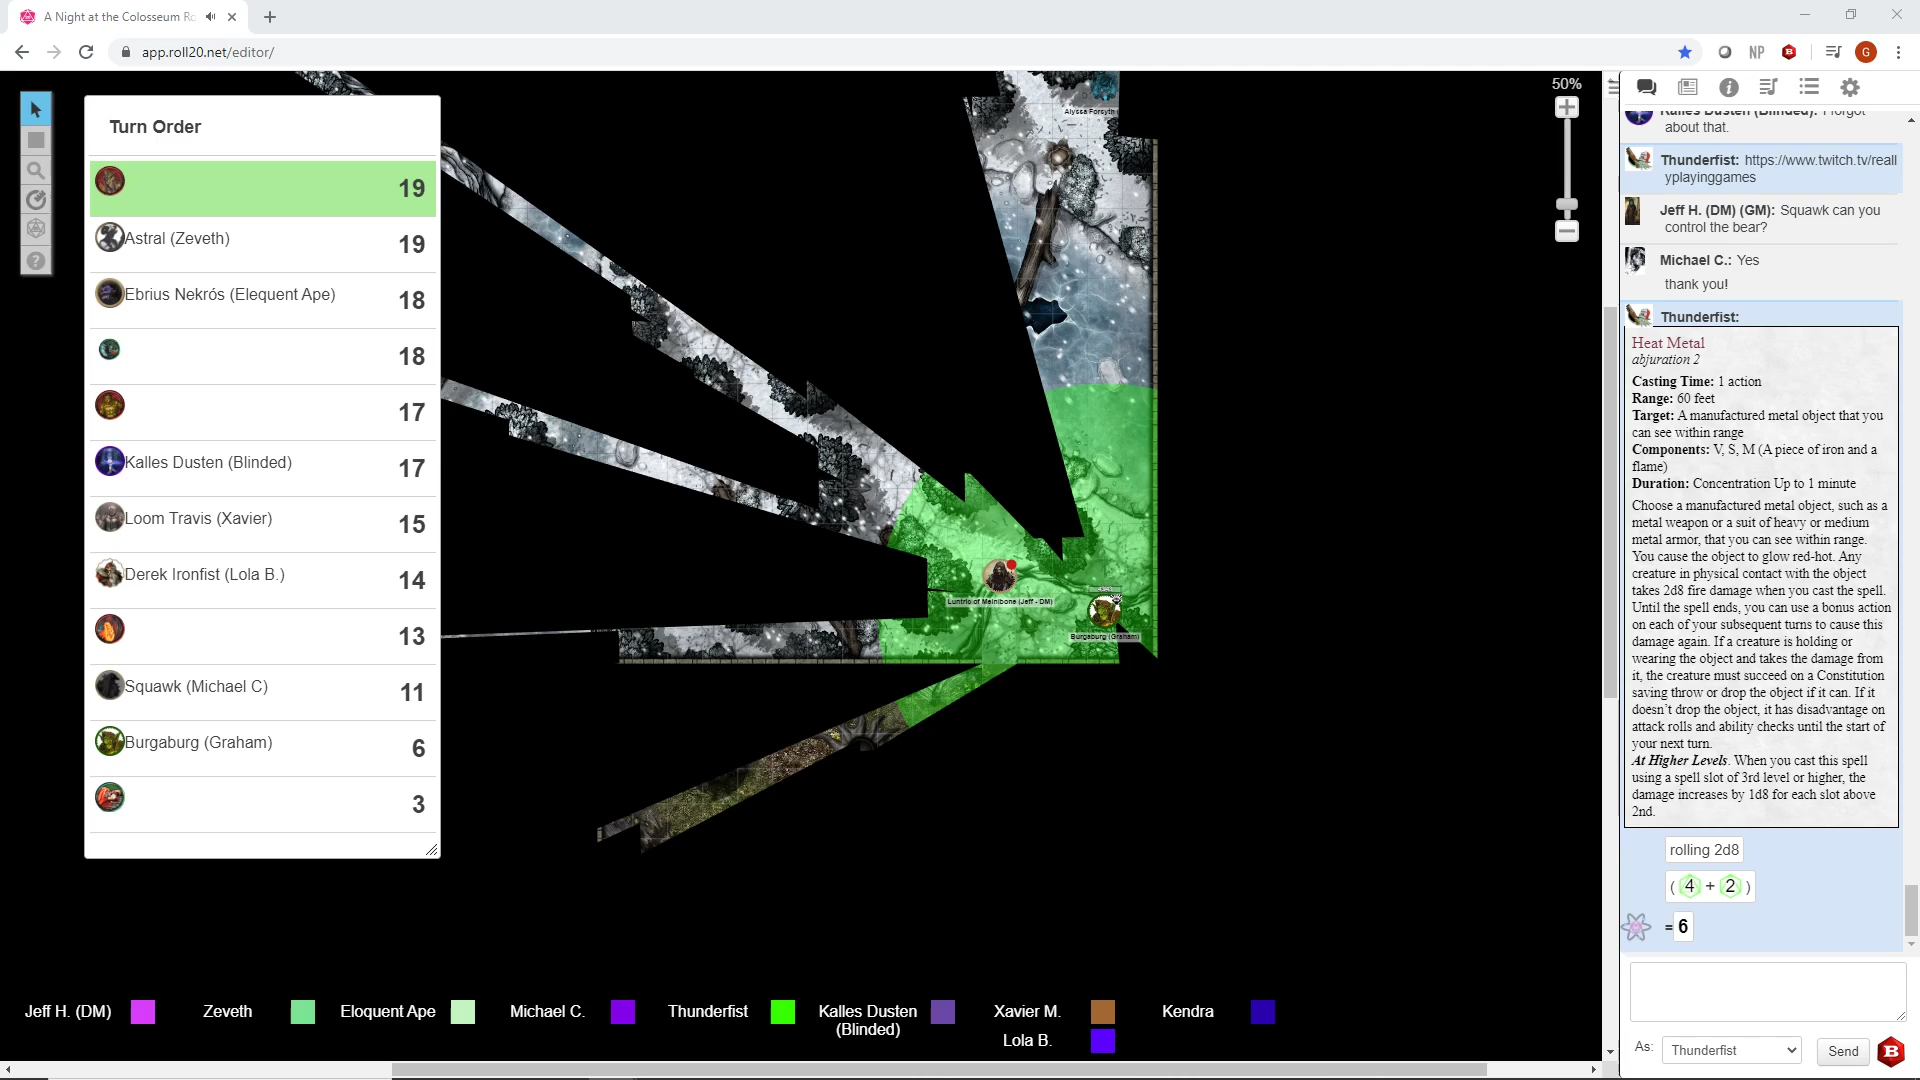 A Night at the Colosseum Ro
app.roll20.net/editor/
NP
G
50%
Turn Order
19
Astral (Zeveth)
19
Ebrius Nekrós (Elequent Ape)
18
18
17
Kalles Dusten (Blinded)
17
Loom Travis (Xavier)
15
Derek Ironfist (Lola B.)
14
13
Squawk (Michael C)
11
Burgaburg (Graham)
6
3
Alyssa Forsyth
Luntric of Melnibone (Jeff - DM)
Burgaburg (Graham)
Kalles Dusten (Blinded): I forgot
about that.
Thunderfist: https://www.twitch.tv/reall
yplayinggames
Jeff H. (DM) (GM): Squawk can you
control the bear?
Michael C.: Yes
thank you!
Thunderfist:
Heat Metal
abjuration 2
Casting Time: 1 action
Range: 60 feet
Target: A manufactured metal object that you
can see within range
Components: V, S, M (A piece of iron and a
flame)
Duration: Concentration Up to 1 minute
Choose a manufactured metal object, such as a
metal weapon or a suit of heavy or medium
metal armor, that you can see within range.
You cause the object to glow red-hot. Any
creature in physical contact with the object
takes 2d8 fire damage when you cast the spell.
Until the spell ends, you can use a bonus action
on each of your subsequent turns to cause this
damage again. If a creature is holding or
wearing the object and takes the damage from
it, the creature must succeed on a Constitution
saving throw or drop the object if it can. If it
doesn't drop the object, it has disadvantage on
attack rolls and ability checks until the start of
your next turn.
At Higher Levels. When you cast this spell
using a spell slot of 3rd level or higher, the
damage increases by 1d8 for each slot above
2nd.
rolling 2d8
( 4 + 2 )
= 6
Jeff H. (DM)
Zeveth
Eloquent Ape
Michael C.
Thunderfist
Kalles Dusten
(Blinded)
Xavier M.
Kendra
Lola B.
As:
Thunderfist
Send
B